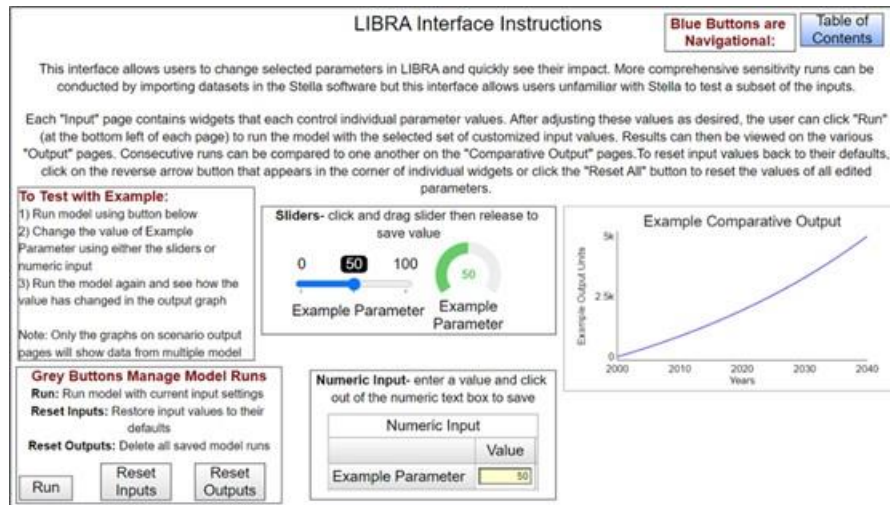 LIBRA Interface Instructions
Blue Buttons are
Navigational:
Table of
Contents
This interface allows users to change selected parameters in LIBRA and quickly see their impact. More comprehensive sensitivity runs can be
conducted by importing datasets in the Stella software but this interface allows users unfamiliar with Stella to test a subset of the inputs.
Each "Input" page contains widgets that each control individual parameter values. After adjusting these values as desired, the user can click "Run"
(at the bottom left of each page) to run the model with the selected set of customized input values. Results can then be viewed on the various
"Output" pages. Consecutive runs can be compared to one another on the "Comparative Output" pages.To reset input values back to their defaults,
click on the reverse arrow button that appears in the corner of individual widgets or click the "Reset All" button to reset the values of all edited
parameters.
To Test with Example:
1) Run model using button below
2) Change the value of Example
Parameter using either the sliders or
numeric input
3) Run the model again and see how the
value has changed in the output graph
Note: Only the graphs on scenario output
pages will show data from multiple model
Sliders- click and drag slider then release to
save value
0 50 100
Example Parameter
50
Example
Parameter
Example Comparative Output
Example Output Units
5k
2.5k
0
2000 2010 2020 2030 2040
Years
Grey Buttons Manage Model Runs
Run: Run model with current input settings
Reset Inputs: Restore input values to their
defaults
Reset Outputs: Delete all saved model runs
Run
Reset
Inputs
Reset
Outputs
Numeric Input- enter a value and click
out of the numeric text box to save
Numeric Input
Value
Example Parameter 50